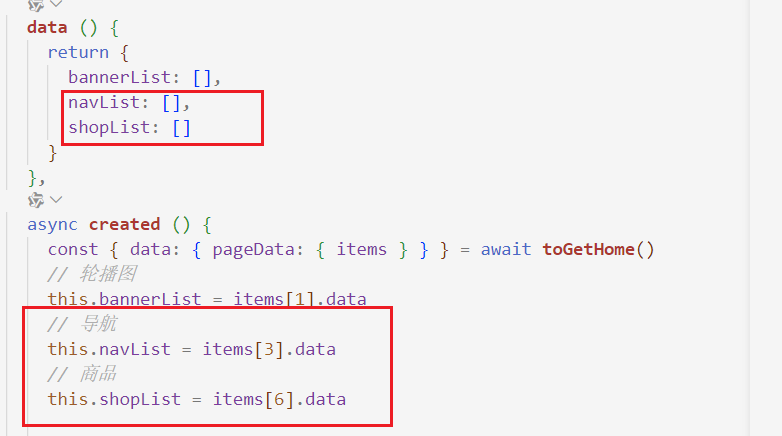 data () {
return {
bannerList: [],
navList: [],
shopList: []
}
},
async created () {
const { data: { pageData: { items } } } = await toGetHome()
// 轮播图
this.bannerList = items[1].data
// 导航
this.navList = items[3].data
// 商品
this.shopList = items[6].data